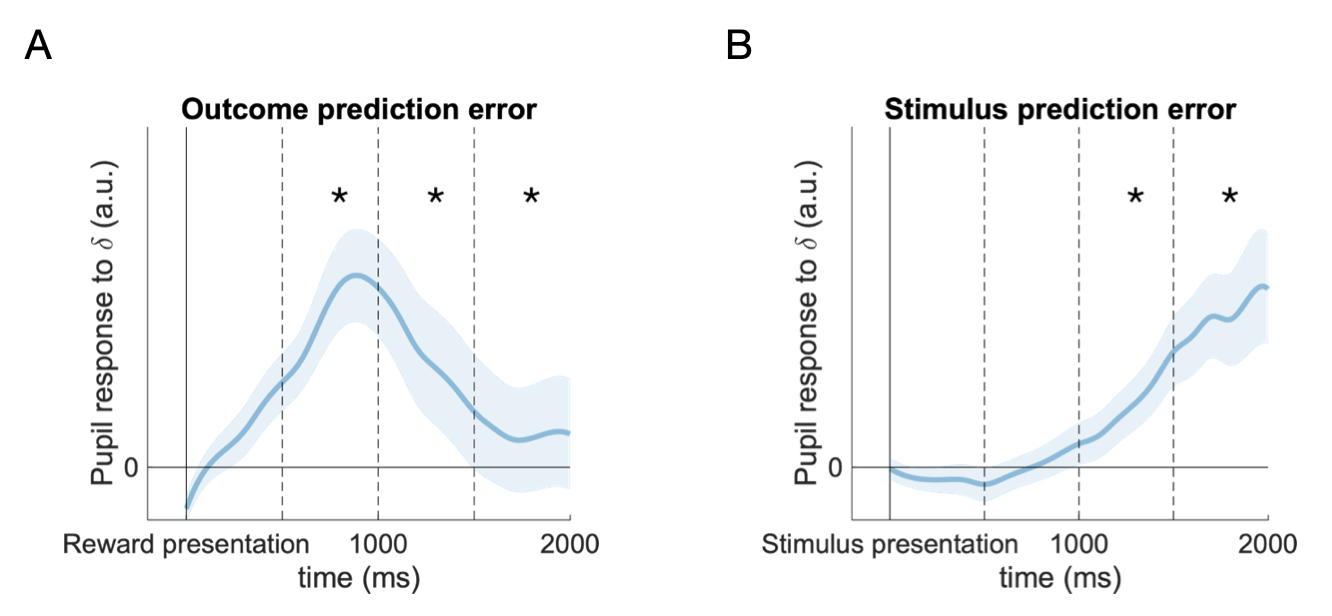 A
Outcome prediction error
* * *
Pupil response to δ (a.u.)
0
Reward presentation 1000 2000
time (ms)
B
Stimulus prediction error
* *
Pupil response to δ (a.u.)
0
Stimulus presentation 1000 2000
time (ms)